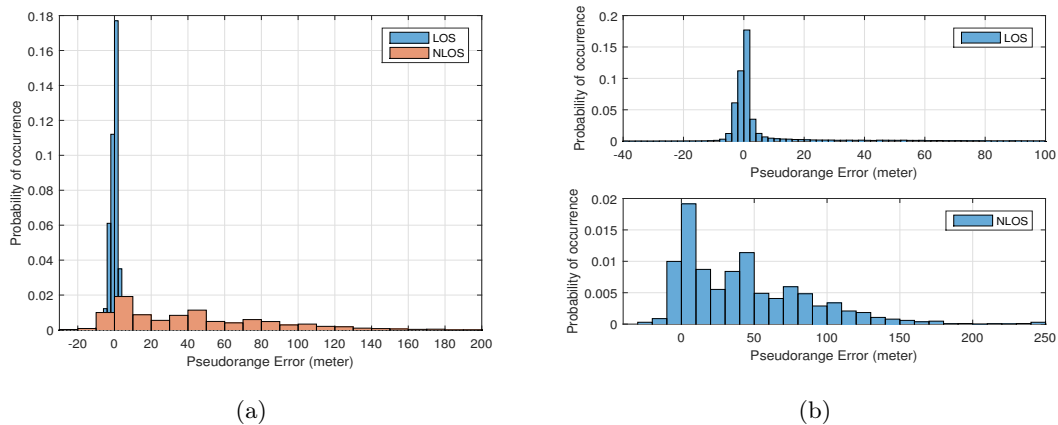 0.18
0.16
0.14
0.12
0.1
0.08
0.06
0.04
0.02
0
Probability of occurrence
LOS
NLOS
-20 0 20 40 60 80 100 120 140 160 180 200
Pseudorange Error (meter)
(a)
0.2
0.15
0.1
0.05
0
Probability of occurrence
LOS
-40 -20 0 20 40 60 80 100
Pseudorange Error (meter)
0.02
0.015
0.01
0.005
0
Probability of occurrence
NLOS
0 50 100 150 200 250
Pseudorange Error (meter)
(b)